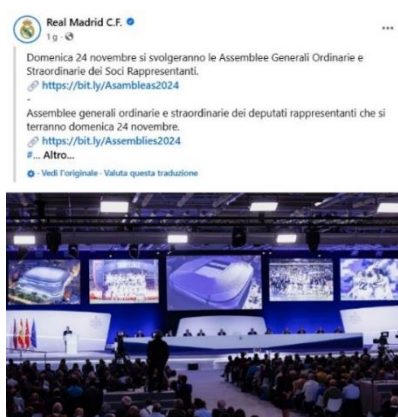 Real Madrid C.F.
1 g ·
Domenica 24 novembre si svolgeranno le Assemblee Generali Ordinarie e
Straordinarie dei Soci Rappresentanti.
https://bit.ly/Asambleas2024
-
Assemblee generali ordinarie e straordinarie dei deputati rappresentanti che si
terranno domenica 24 novembre.
https://bit.ly/Assemblies2024
#... Altro...
· Vedi l'originale · Valuta questa traduzione